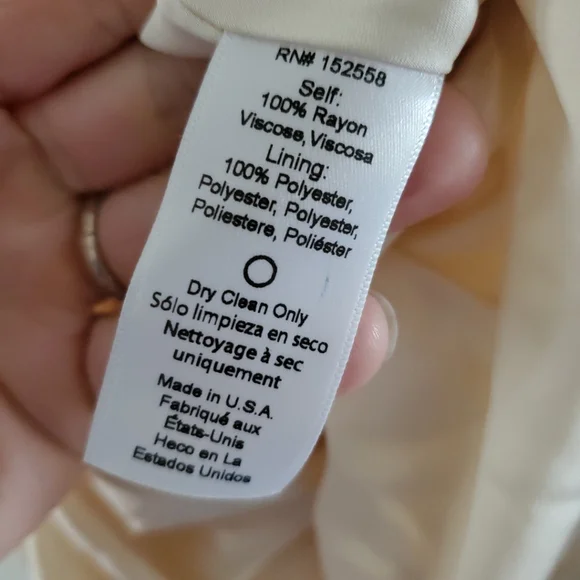 RN# 152558
Self:
100% Rayon
Viscose, Viscosa
Lining:
100% Polyester,
Polyester, Polyester,
Poliestere, Poliéster
Dry Clean Only
Sólo limpieza en seco
Nettoyage à sec
uniquement
Made in U.S.A.
Fabriqué aux
États-Unis
Heco en La
Estados Unidos